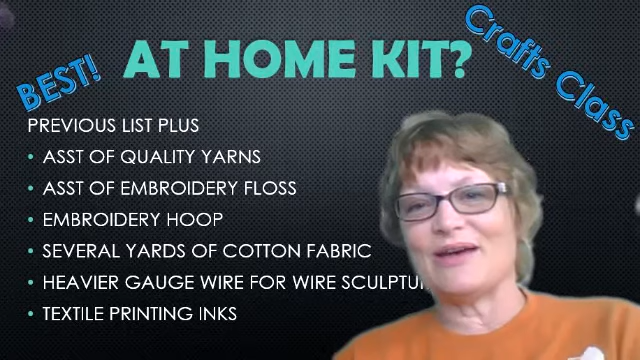 BEST!
AT HOME KIT?
Crafts Class
PREVIOUS LIST PLUS
• ASST OF QUALITY YARNS
• ASST OF EMBROIDERY FLOSS
• EMBROIDERY HOOP
• SEVERAL YARDS OF COTTON FABRIC
• HEAVIER GAUGE WIRE FOR WIRE
• TEXTILE PRINTING INKS